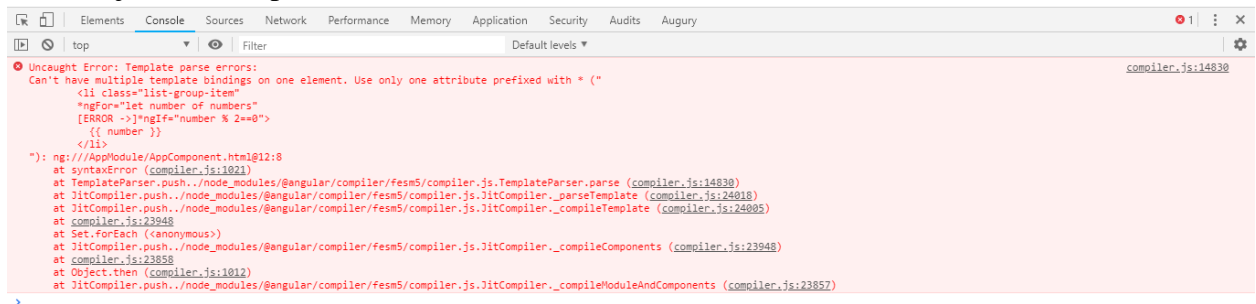 Elements Console Sources Network Performance Memory Application Security Audits Augury 1
top Filter Default levels ▼
Uncaught Error: Template parse errors: compiler.js:14830
Can't have multiple template bindings on one element. Use only one attribute prefixed with * ("
<li class="list-group-item"
*ngFor="let number of numbers"
[ERROR ->]*ngIf="number % 2==0">
{{ number }}
</li>
"): ng:///AppModule/AppComponent.html@12:8
at syntaxError (compiler.js:1021)
at TemplateParser.push../node_modules/@angular/compiler/fesm5/compiler.js.TemplateParser.parse (compiler.js:14830)
at JitCompiler.push../node_modules/@angular/compiler/fesm5/compiler.js.JitCompiler._parseTemplate (compiler.js:24018)
at JitCompiler.push../node_modules/@angular/compiler/fesm5/compiler.js.JitCompiler._compileTemplate (compiler.js:24005)
at compiler.js:23948
at Set.forEach (<anonymous>)
at JitCompiler.push../node_modules/@angular/compiler/fesm5/compiler.js.JitCompiler._compileComponents (compiler.js:23948)
at compiler.js:23858
at Object.then (compiler.js:1012)
at JitCompiler.push../node_modules/@angular/compiler/fesm5/compiler.js.JitCompiler._compileModuleAndComponents (compiler.js:23857)